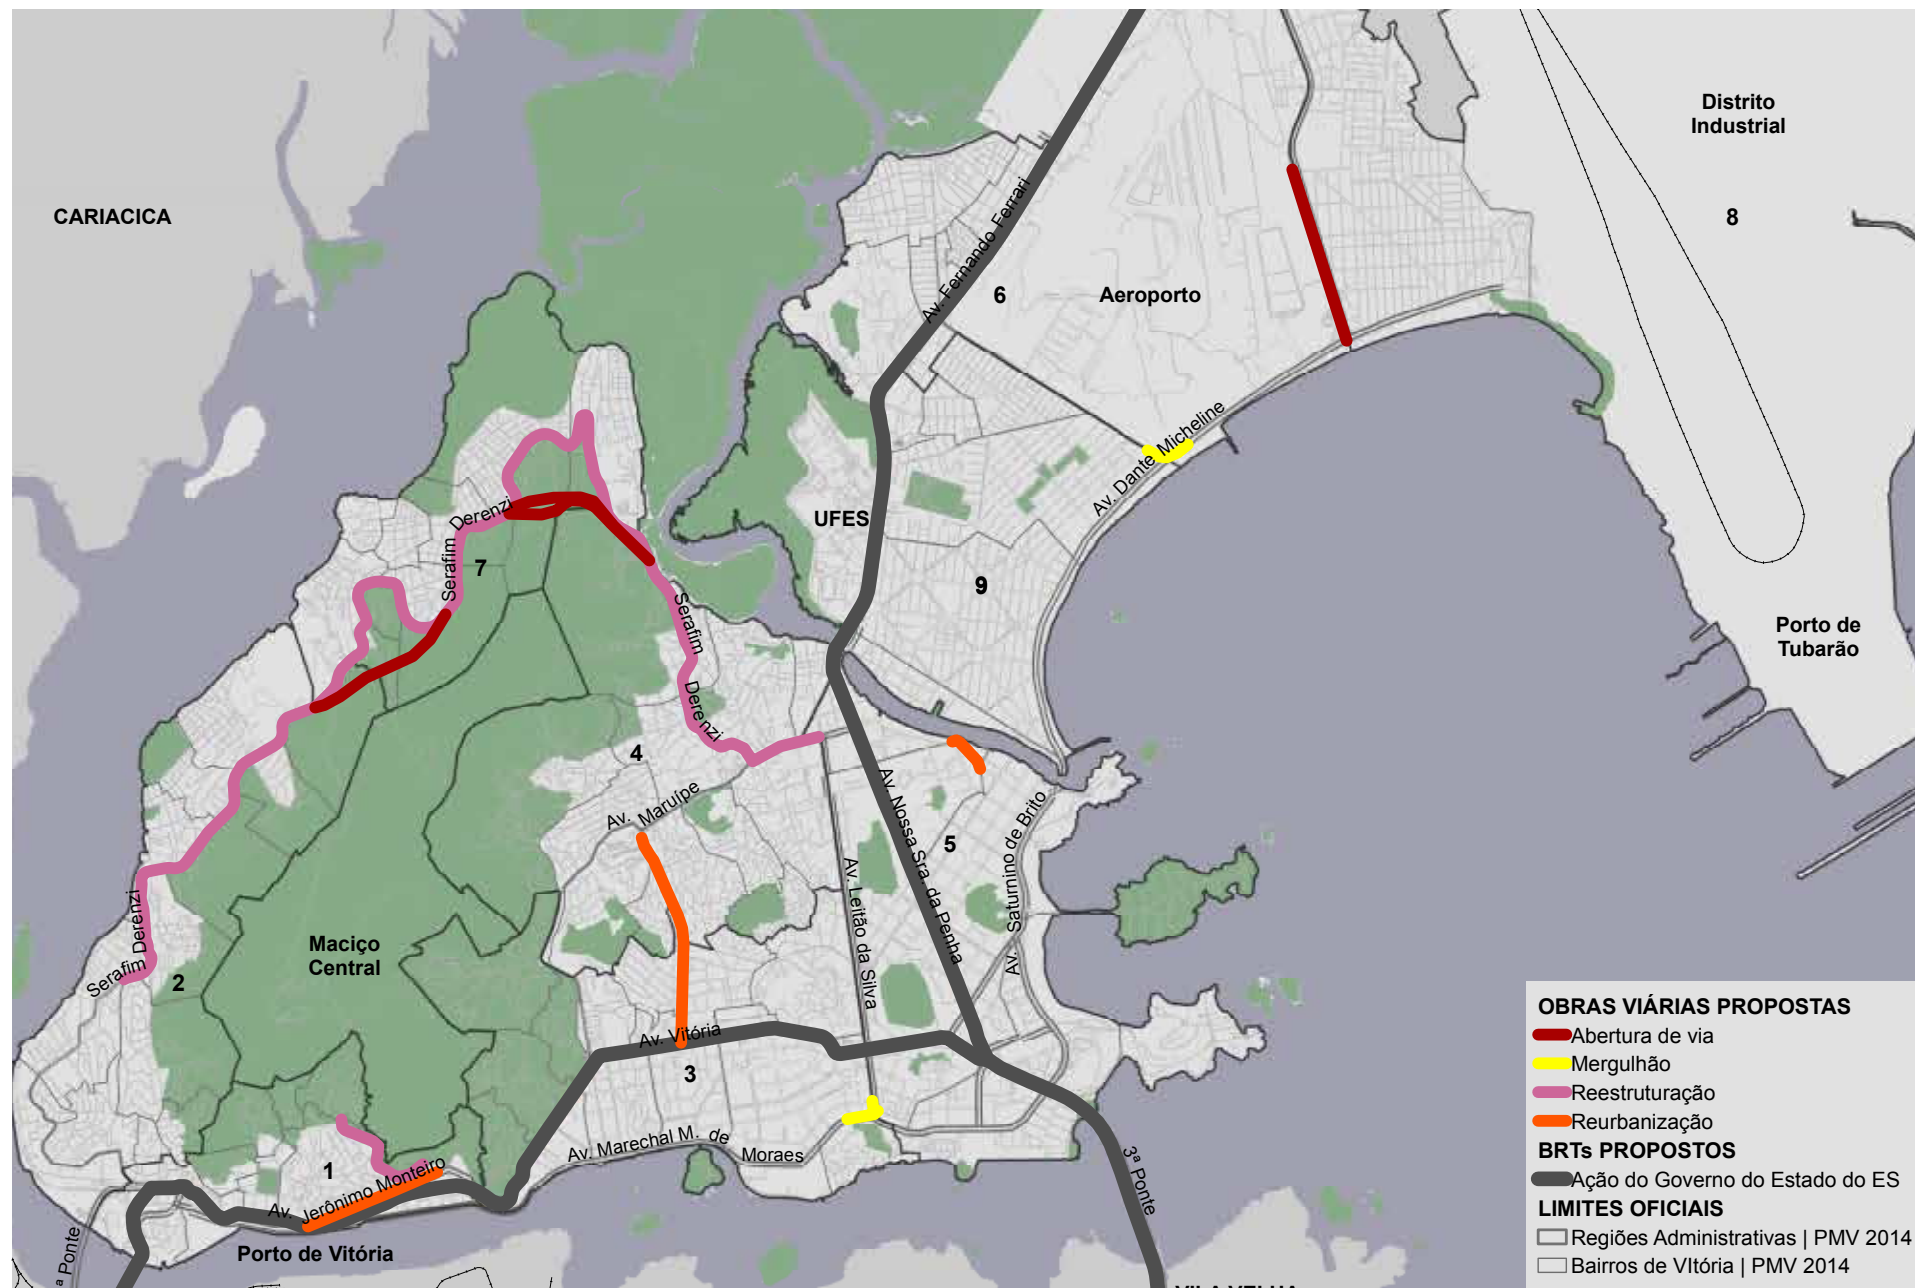 Distrito
Industrial
CARIACICA
8
Av. Fernando Ferrari
6
Aeroporto
Av. Dante Micheline
UFES
Serafim Derenzi
7
9
Serafim
Derenzi
Porto de
Tubarão
4
Av. Maruípe
Av. Nossa Sra. da Penha
5
Av. Saturnino de Brito
Av. Leitão da Silva
Serafim Derenzi
2
Maciço
Central
Av. Vitória
3
Av. Marechal M. de Moraes
1
Av. Jerônimo Monteiro
3ª Ponte
ª Ponte
Porto de Vitória
VILA VELHA
OBRAS VIÁRIAS PROPOSTAS
Abertura de via
Mergulhão
Reestruturação
Reurbanização
BRTs PROPOSTOS
Ação do Governo do Estado do ES
LIMITES OFICIAIS
Regiões Administrativas | PMV 2014
Bairros de VItória | PMV 2014